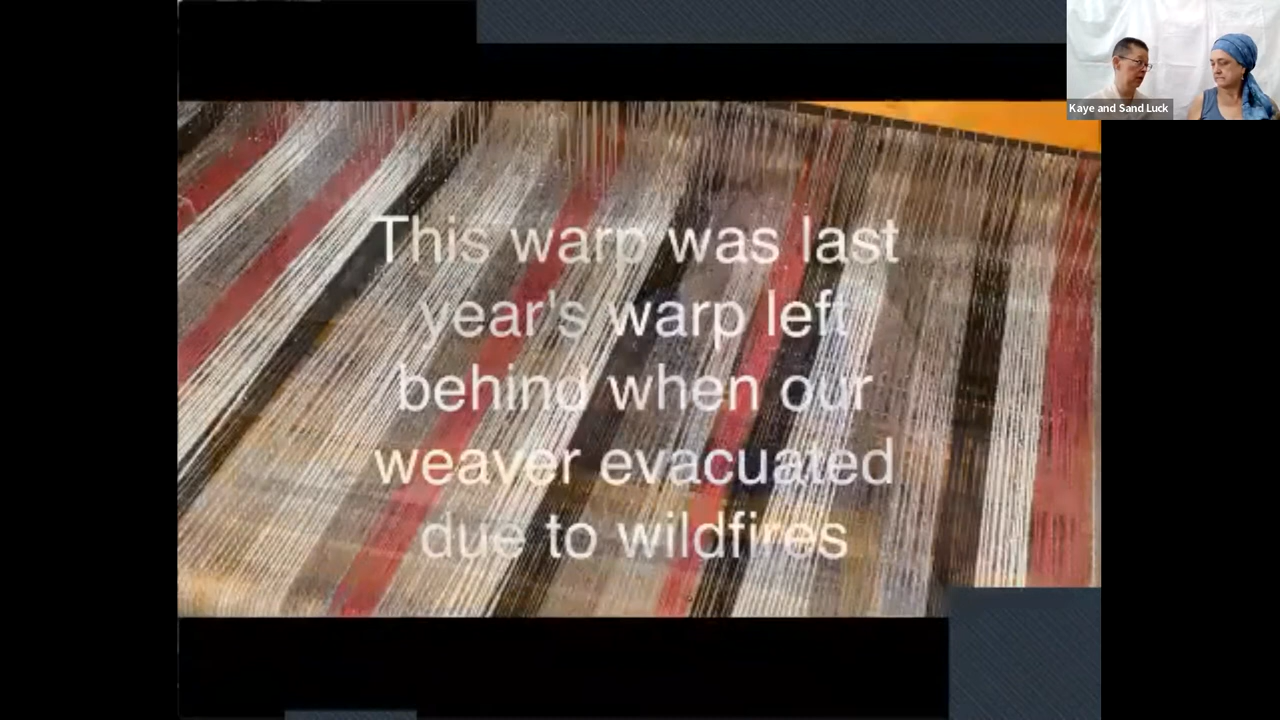 Kaye and Sand Luck
This warp was last
year's warp left
behind when our
weaver evacuated
due to wildfires